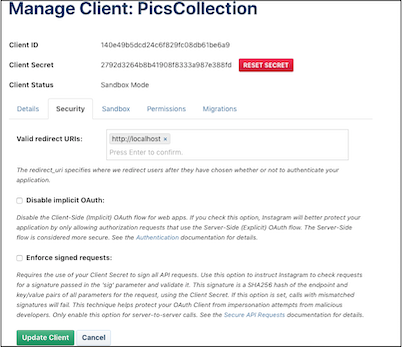 Manage Client: PicsCollection
Client ID 140e49b5dcd24c6f829fc08db61be6a9
Client Secret 2792d3264b8b41908f8333a987e388fd RESET SECRET
Client Status Sandbox Mode
Details Security Sandbox Permissions Migrations
Valid redirect URIs: http://localhost ×
Press Enter to confirm.
The redirect_uri specifies where we redirect users after they have chosen whether or not to authenticate your
application.
Disable implicit OAuth:
Disable the Client-Side (Implicit) OAuth flow for web apps. If you check this option, Instagram will better protect your
application by only allowing authorization requests that use the Server-Side (Explicit) OAuth flow. The Server-Side
flow is considered more secure. See the Authentication documentation for details.
Enforce signed requests:
Requires the use of your Client Secret to sign all API requests. Use this option to instruct Instagram to check requests
for a signature passed in the 'sig' parameter and validate it. This signature is a SHA256 hash of the endpoint and
key/value pairs of all parameters for the request, using the Client Secret. If this option is set, calls with mismatched
signatures will fail. This technique helps protect your OAuth Client from impersonation attempts from malicious
developers. Only enable this option for server-to-server calls. See the Secure API Requests documentation for details.
Update Client Cancel